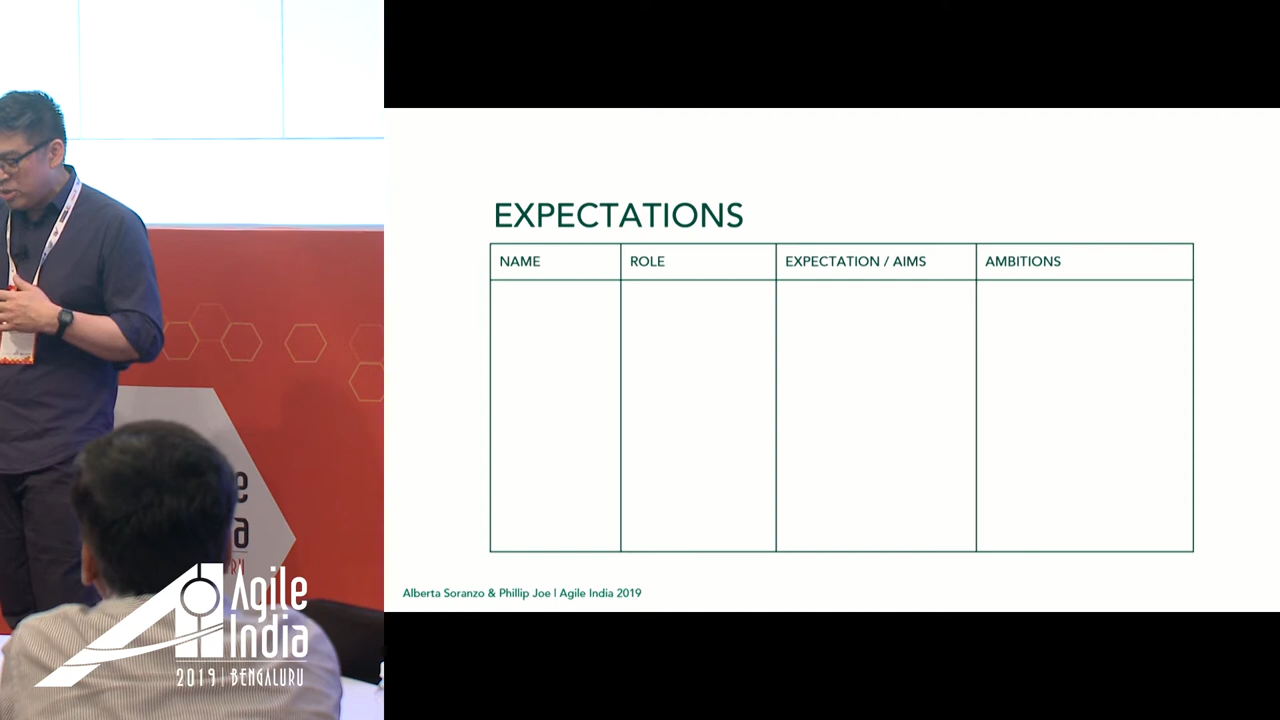 EXPECTATIONS
NAME
ROLE
EXPECTATION / AIMS
AMBITIONS
Alberta Soranzo & Phillip Joe | Agile India 2019
Agile
India
2019 | BENGALURU